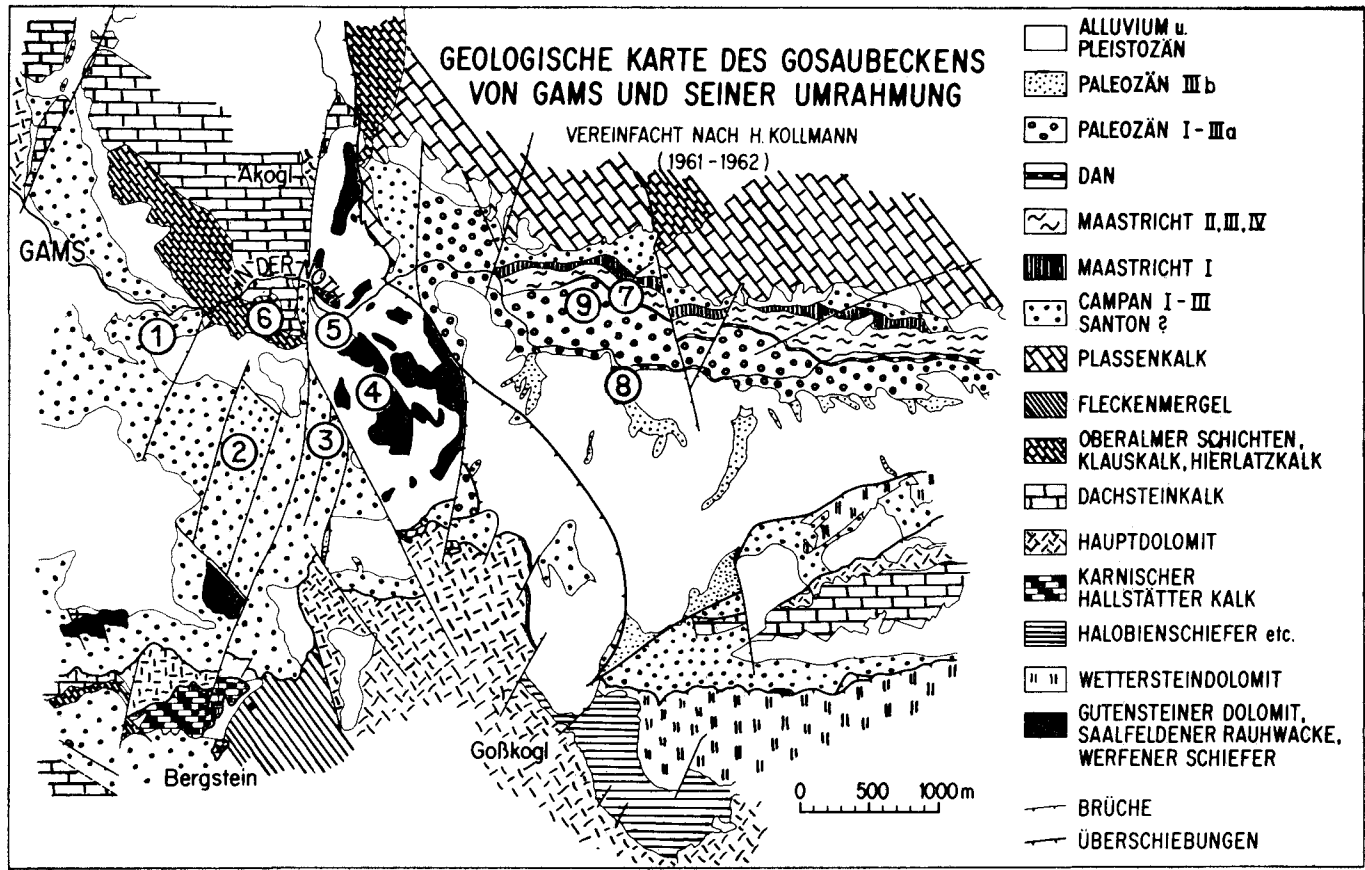 GEOLOGISCHE KARTE DES GOSAUBECKENS
VON GAMS UND SEINER UMRAHMUNG
VEREINFACHT NACH H. KOLLMANN
(1961-1962)
Akogl
GAMS
IN DER NOTH
1
2
3
4
5
6
7
8
9
Bergstein
Goßkogl
0 500 1000m
ALLUVIUM u.
PLEISTOZÄN
PALEOZÄN III b
PALEOZÄN I - III a
DAN
MAASTRICHT II, III, IV
MAASTRICHT I
CAMPAN I - III
SANTON ?
PLASSENKALK
FLECKENMERGEL
OBERALMER SCHICHTEN,
KLAUSKALK, HIERLATZKALK
DACHSTEINKALK
HAUPTDOLOMIT
KARNISCHER
HALLSTÄTTER KALK
HALOBIENSCHIEFER etc.
WETTERSTEINDOLOMIT
GUTENSTEINER DOLOMIT,
SAALFELDENER RAUHWACKE,
WERFENER SCHIEFER
BRÜCHE
ÜBERSCHIEBUNGEN